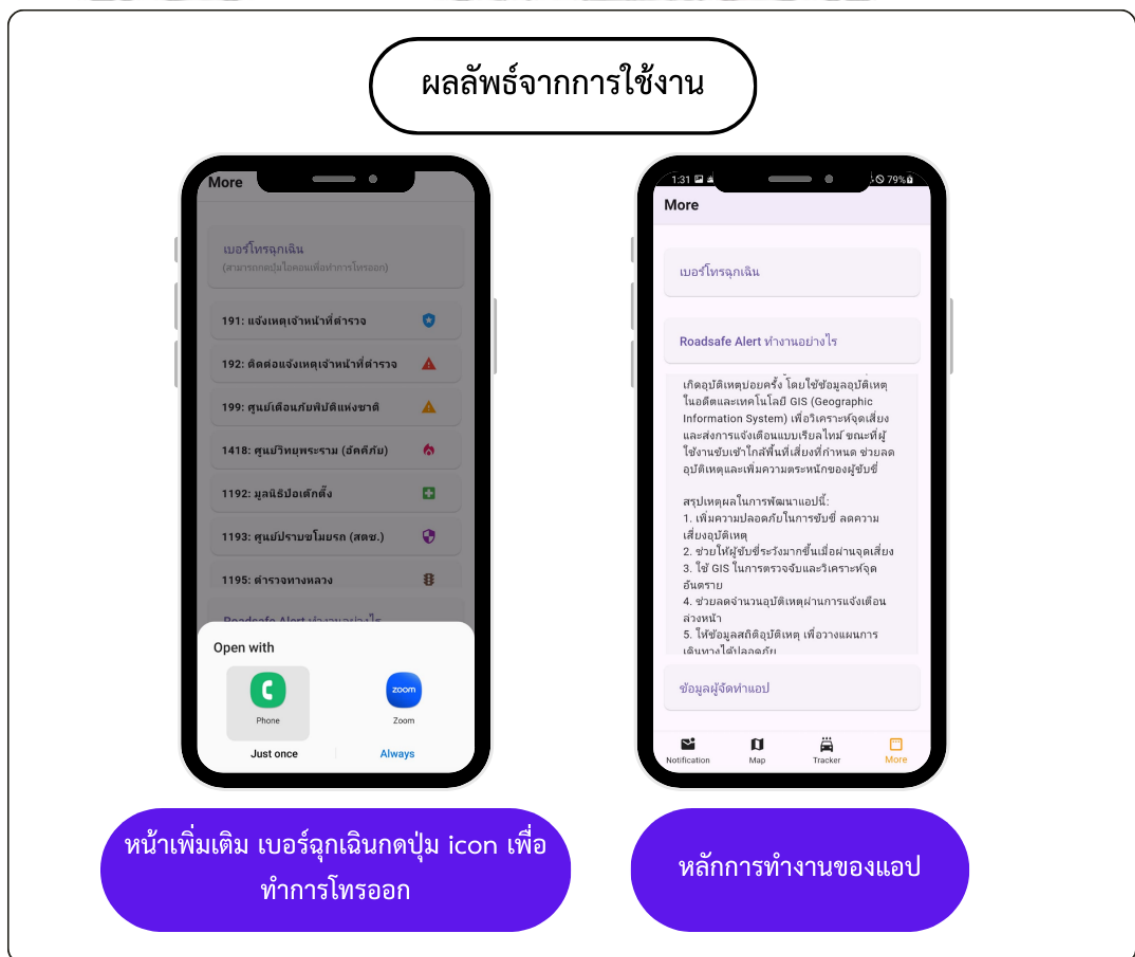 ผลลัพธ์จากการใช้งาน
More
เบอร์โทรฉุกเฉิน
(สามารถกดปุ่มไอคอนเพื่อทำการโทรออก)
191: แจ้งเหตุเจ้าหน้าที่ตำรวจ
192: ติดต่อแจ้งเหตุเจ้าหน้าที่ตำรวจ
199: ศูนย์เตือนภัยพิบัติแห่งชาติ
1418: ศูนย์วิทยุพระราม (อัคคีภัย)
1192: มูลนิธิป่อเต็กตึ๊ง
1193: ศูนย์ปราบขโมยรถ (สตช.)
1195: ตำรวจทางหลวง
Roadsafe Alert ทำงานอย่างไร
Open with
zoom
Phone
Zoom
Just once
Always
หน้าเพิ่มเติม เบอร์ฉุกเฉินกดปุ่ม icon เพื่อ
ทำการโทรออก
1:31
79%
More
เบอร์โทรฉุกเฉิน
Roadsafe Alert ทำงานอย่างไร
เกิดอุบัติเหตุบ่อยครั้ง โดยใช้ข้อมูลอุบัติเหตุ
ในอดีตและเทคโนโลยี GIS (Geographic
Information System) เพื่อวิเคราะห์จุดเสี่ยง
และส่งการแจ้งเตือนแบบเรียลไทม์ ขณะที่ผู้
ใช้งานขับเข้าใกล้พื้นที่เสี่ยงที่กำหนด ช่วยลด
อุบัติเหตุและเพิ่มความตระหนักของผู้ขับขี่
สรุปเหตุผลในการพัฒนาแอปนี้:
1. เพิ่มความปลอดภัยในการขับขี่ ลดความ
เสี่ยงอุบัติเหตุ
2. ช่วยให้ผู้ขับขี่ระวังมากขึ้นเมื่อผ่านจุดเสี่ยง
3. ใช้ GIS ในการตรวจจับและวิเคราะห์จุด
อันตราย
4. ช่วยลดจำนวนอุบัติเหตุผ่านการแจ้งเตือน
ล่วงหน้า
5. ให้ข้อมูลสถิติอุบัติเหตุ เพื่อวางแผนการ
เดินทางได้ปลอดภัย
ข้อมูลผู้จัดทำแอป
Notification
Map
Tracker
More
หลักการทำงานของแอป